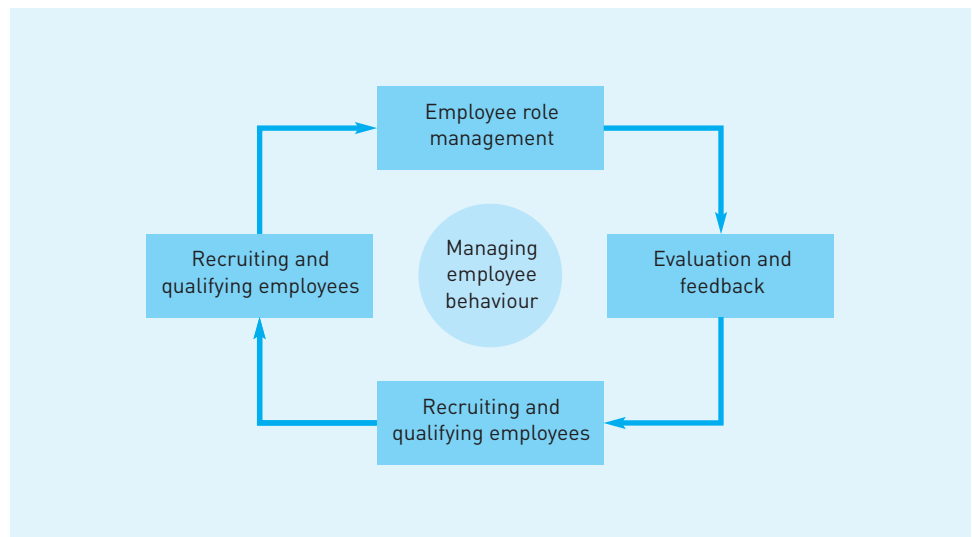 Employee role
management
Recruiting and
qualifying employees
Managing
employee
behaviour
Evaluation and
feedback
Recruiting and
qualifying employees